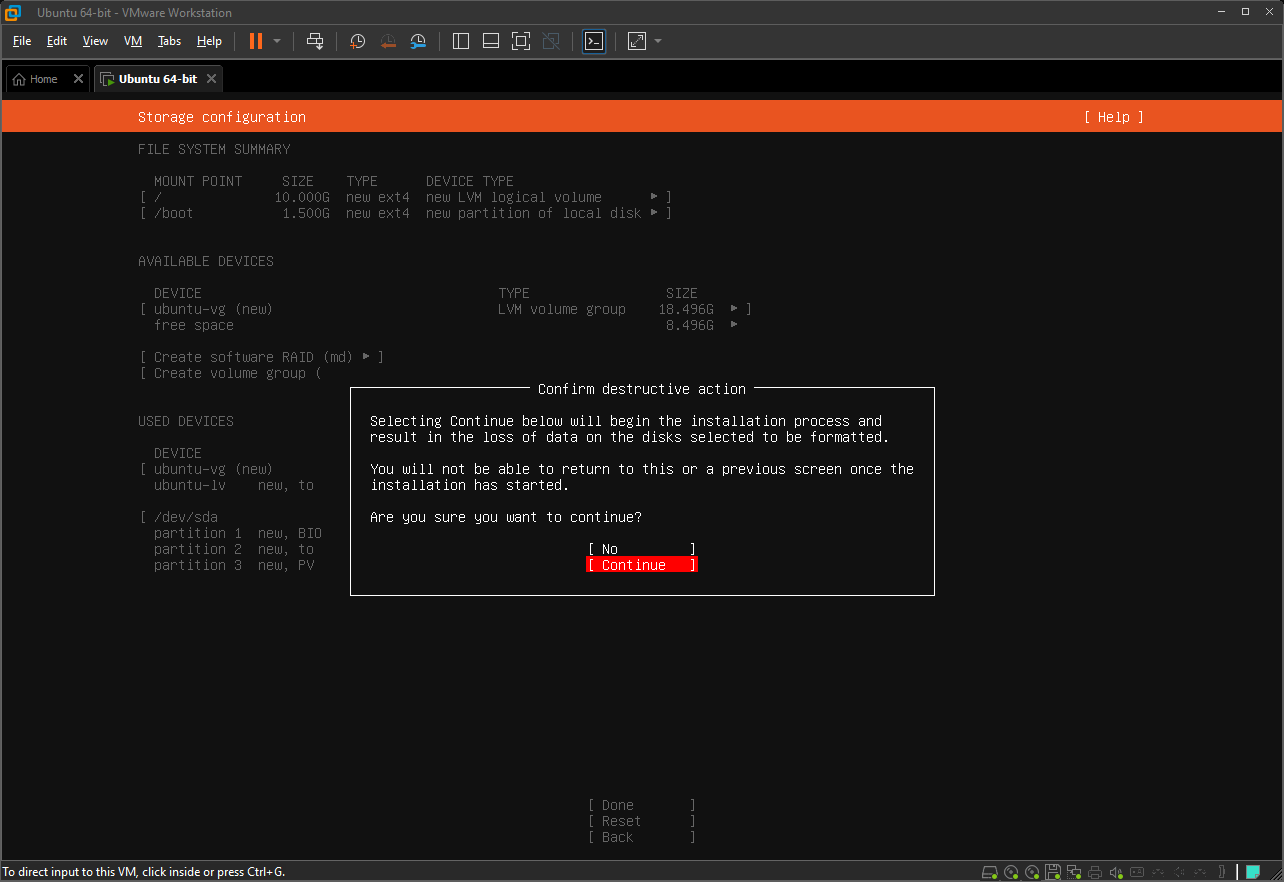 Ubuntu 64-bit - VMware Workstation
File Edit View VM Tabs Help
Home Ubuntu 64-bit
Storage configuration [ Help ]
FILE SYSTEM SUMMARY
MOUNT POINT SIZE TYPE DEVICE TYPE
[ / 10.000G new ext4 new LVM logical volume ▸ ]
[ /boot 1.500G new ext4 new partition of local disk ▸ ]
AVAILABLE DEVICES
DEVICE TYPE SIZE
[ ubuntu-vg (new) LVM volume group 18.496G ▸ ]
free space 8.496G ▸
[ Create software RAID (md) ▸ ]
[ Create volume group (
USED DEVICES
DEVICE
[ ubuntu-vg (new)
ubuntu-lv new, to
[ /dev/sda
partition 1 new, BIO
partition 2 new, to
partition 3 new, PV
Confirm destructive action
Selecting Continue below will begin the installation process and
result in the loss of data on the disks selected to be formatted.
You will not be able to return to this or a previous screen once the
installation has started.
Are you sure you want to continue?
[ No ]
[ Continue ]
[ Done ]
[ Reset ]
[ Back ]
To direct input to this VM, click inside or press Ctrl+G.